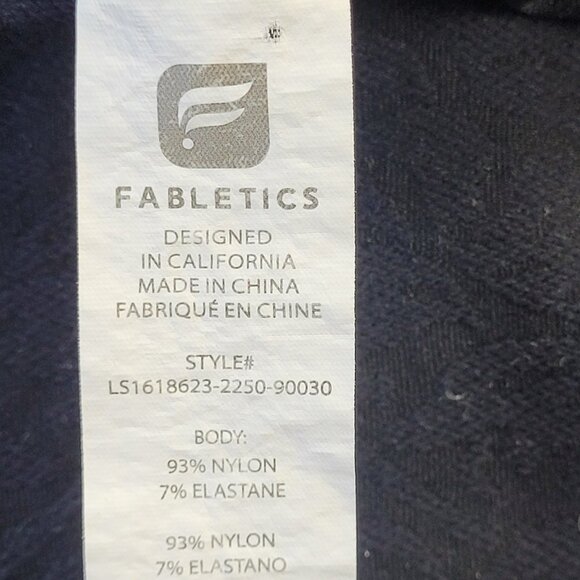 FABLETICS
DESIGNED
IN CALIFORNIA
MADE IN CHINA
FABRIQUÉ EN CHINE
STYLE#
LS1618623-2250-90030
BODY:
93% NYLON
7% ELASTANE
93% NYLON
7% ELASTANO